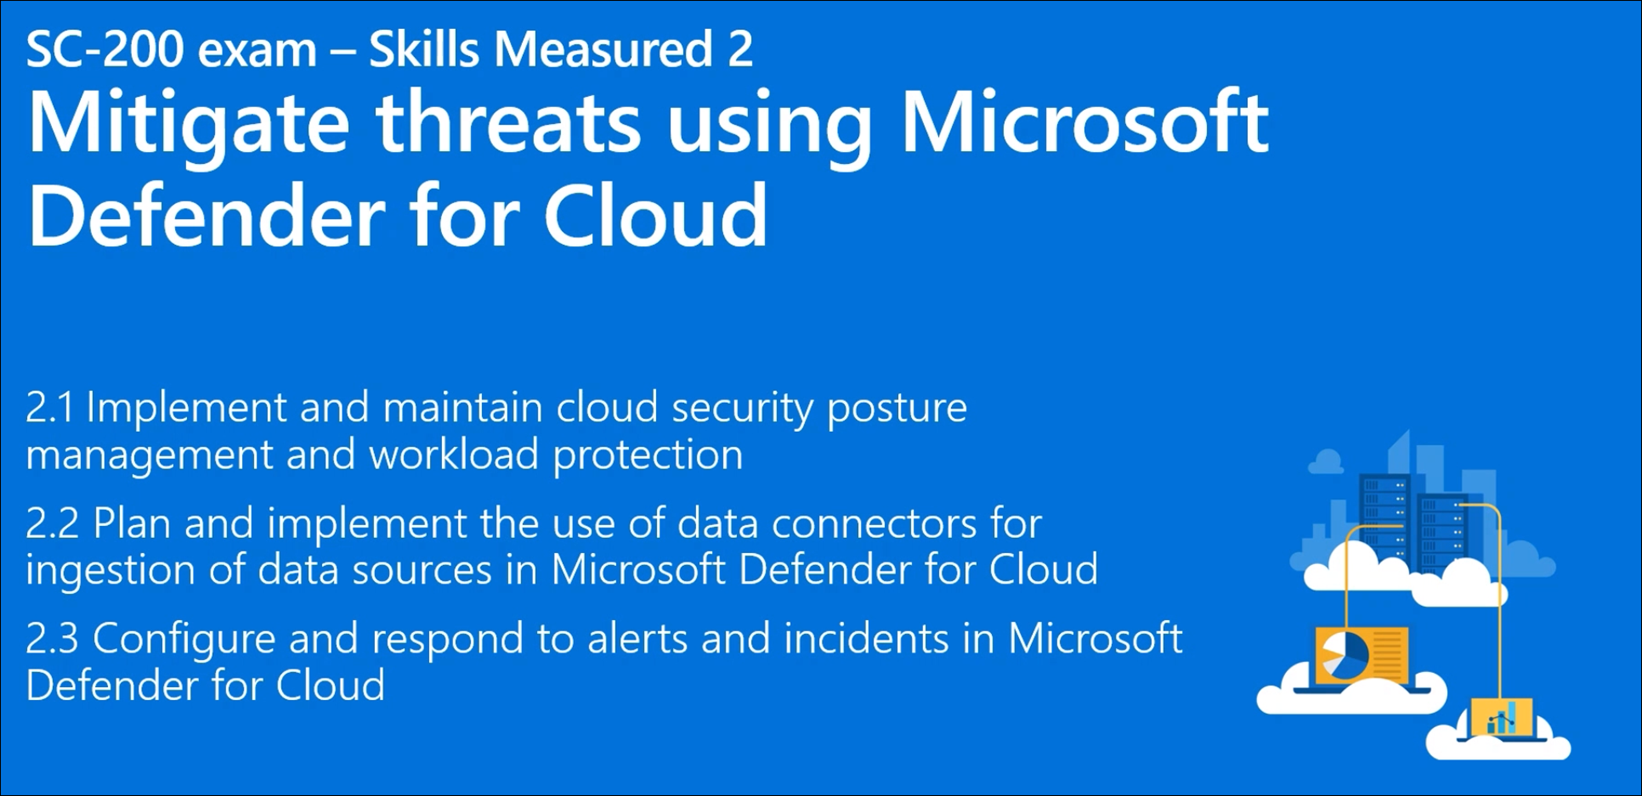 SC-200 exam – Skills Measured 2
Mitigate threats using Microsoft
Defender for Cloud
2.1 Implement and maintain cloud security posture
management and workload protection
2.2 Plan and implement the use of data connectors for
ingestion of data sources in Microsoft Defender for Cloud
2.3 Configure and respond to alerts and incidents in Microsoft
Defender for Cloud